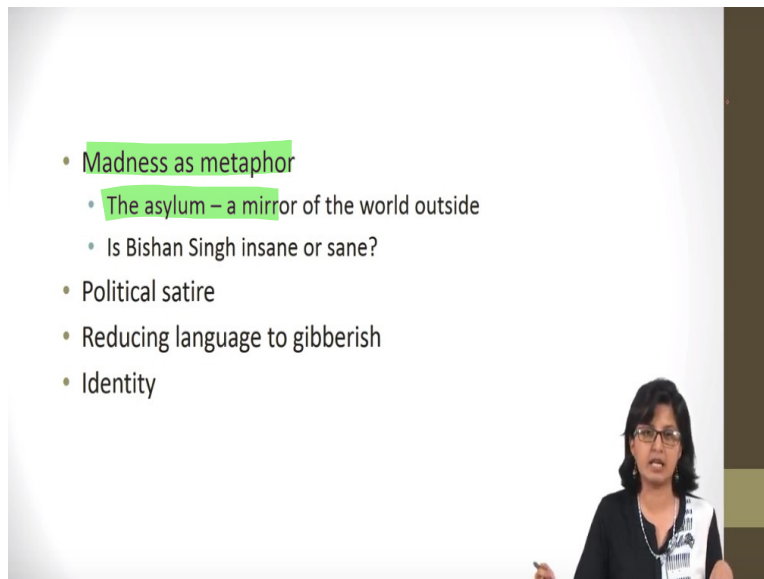 • Madness as metaphor
• The asylum – a mirror of the world outside
• Is Bishan Singh insane or sane?
• Political satire
• Reducing language to gibberish
• Identity